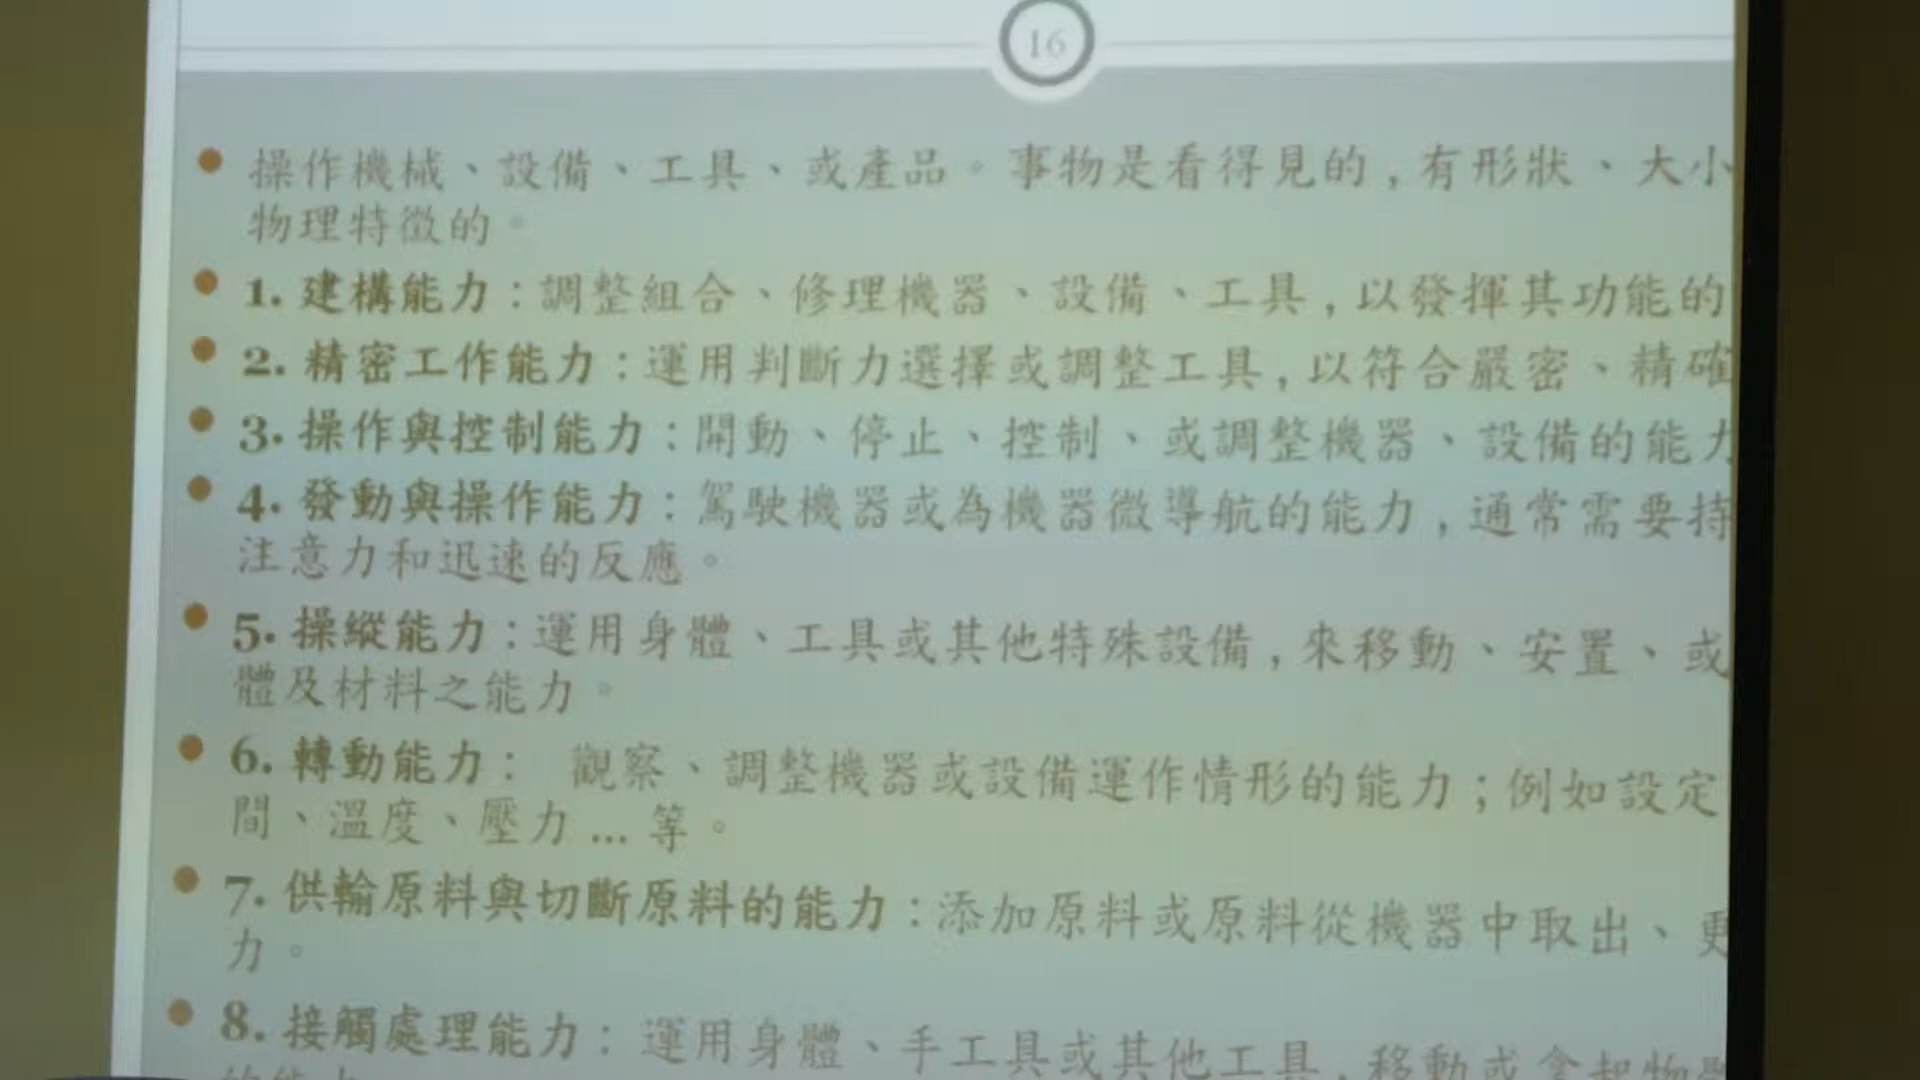 16
操作機械、設備、工具、或產品。事物是看得見的,有形狀、大小
物理特徵的。
1. 建構能力:調整組合、修理機器、設備、工具,以發揮其功能的
2. 精密工作能力:運用判斷力選擇或調整工具,以符合嚴密、精確
3. 操作與控制能力:開動、停止、控制、或調整機器、設備的能力
4. 發動與操作能力:駕駛機器或為機器微導航的能力,通常需要持
注意力和迅速的反應。
5. 操縱能力:運用身體、工具或其他特殊設備,來移動、安置、或
體及材料之能力。
6. 轉動能力: 觀察、調整機器或設備運作情形的能力;例如設定
間、溫度、壓力...等。
7. 供輸原料與切斷原料的能力:添加原料或原料從機器中取出、更
力。
8. 接觸處理能力: 運用身體、手工具或其他工具,移動或拿起物